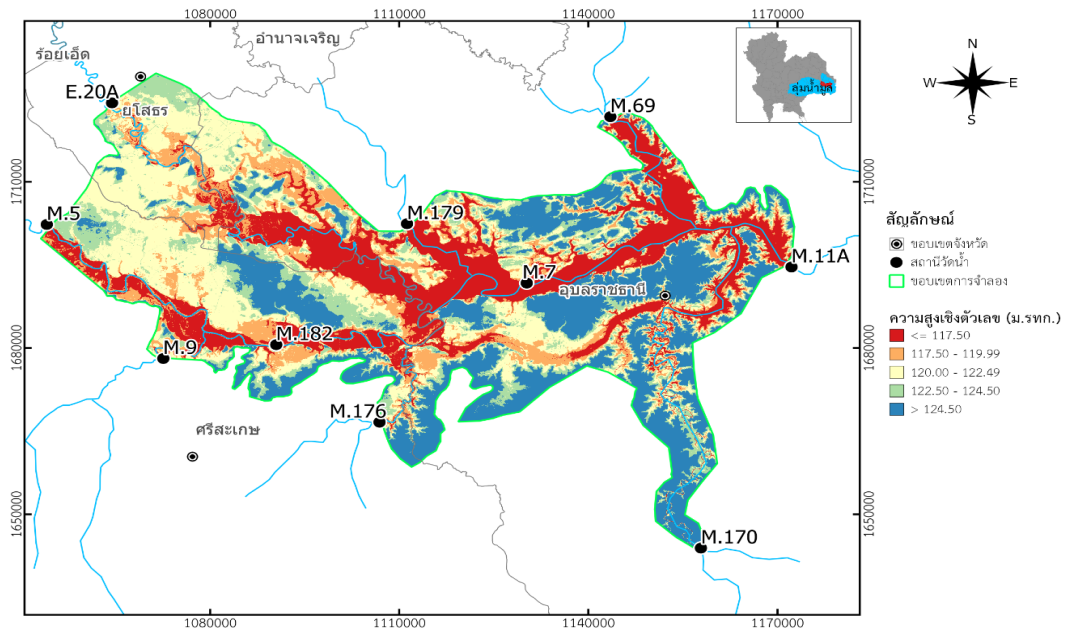 1080000
1110000
1140000
1170000
ร้อยเอ็ด
อำนาจเจริญ
E.20A
ยโสธร
M.69
ลุ่มน้ำมูล
N
W
E
S
1710000
1710000
M.5
M.179
M.7
อุบลราชธานี
M.11A
1680000
1680000
M.9
M.182
M.176
ศรีสะเกษ
1650000
1650000
M.170
1080000
1110000
1140000
1170000
สัญลักษณ์
ขอบเขตจังหวัด
สถานีวัดน้ำ
ขอบเขตการจำลอง
ความสูงเชิงตัวเลข (ม.รทก.)
<= 117.50
117.50 - 119.99
120.00 - 122.49
122.50 - 124.50
> 124.50